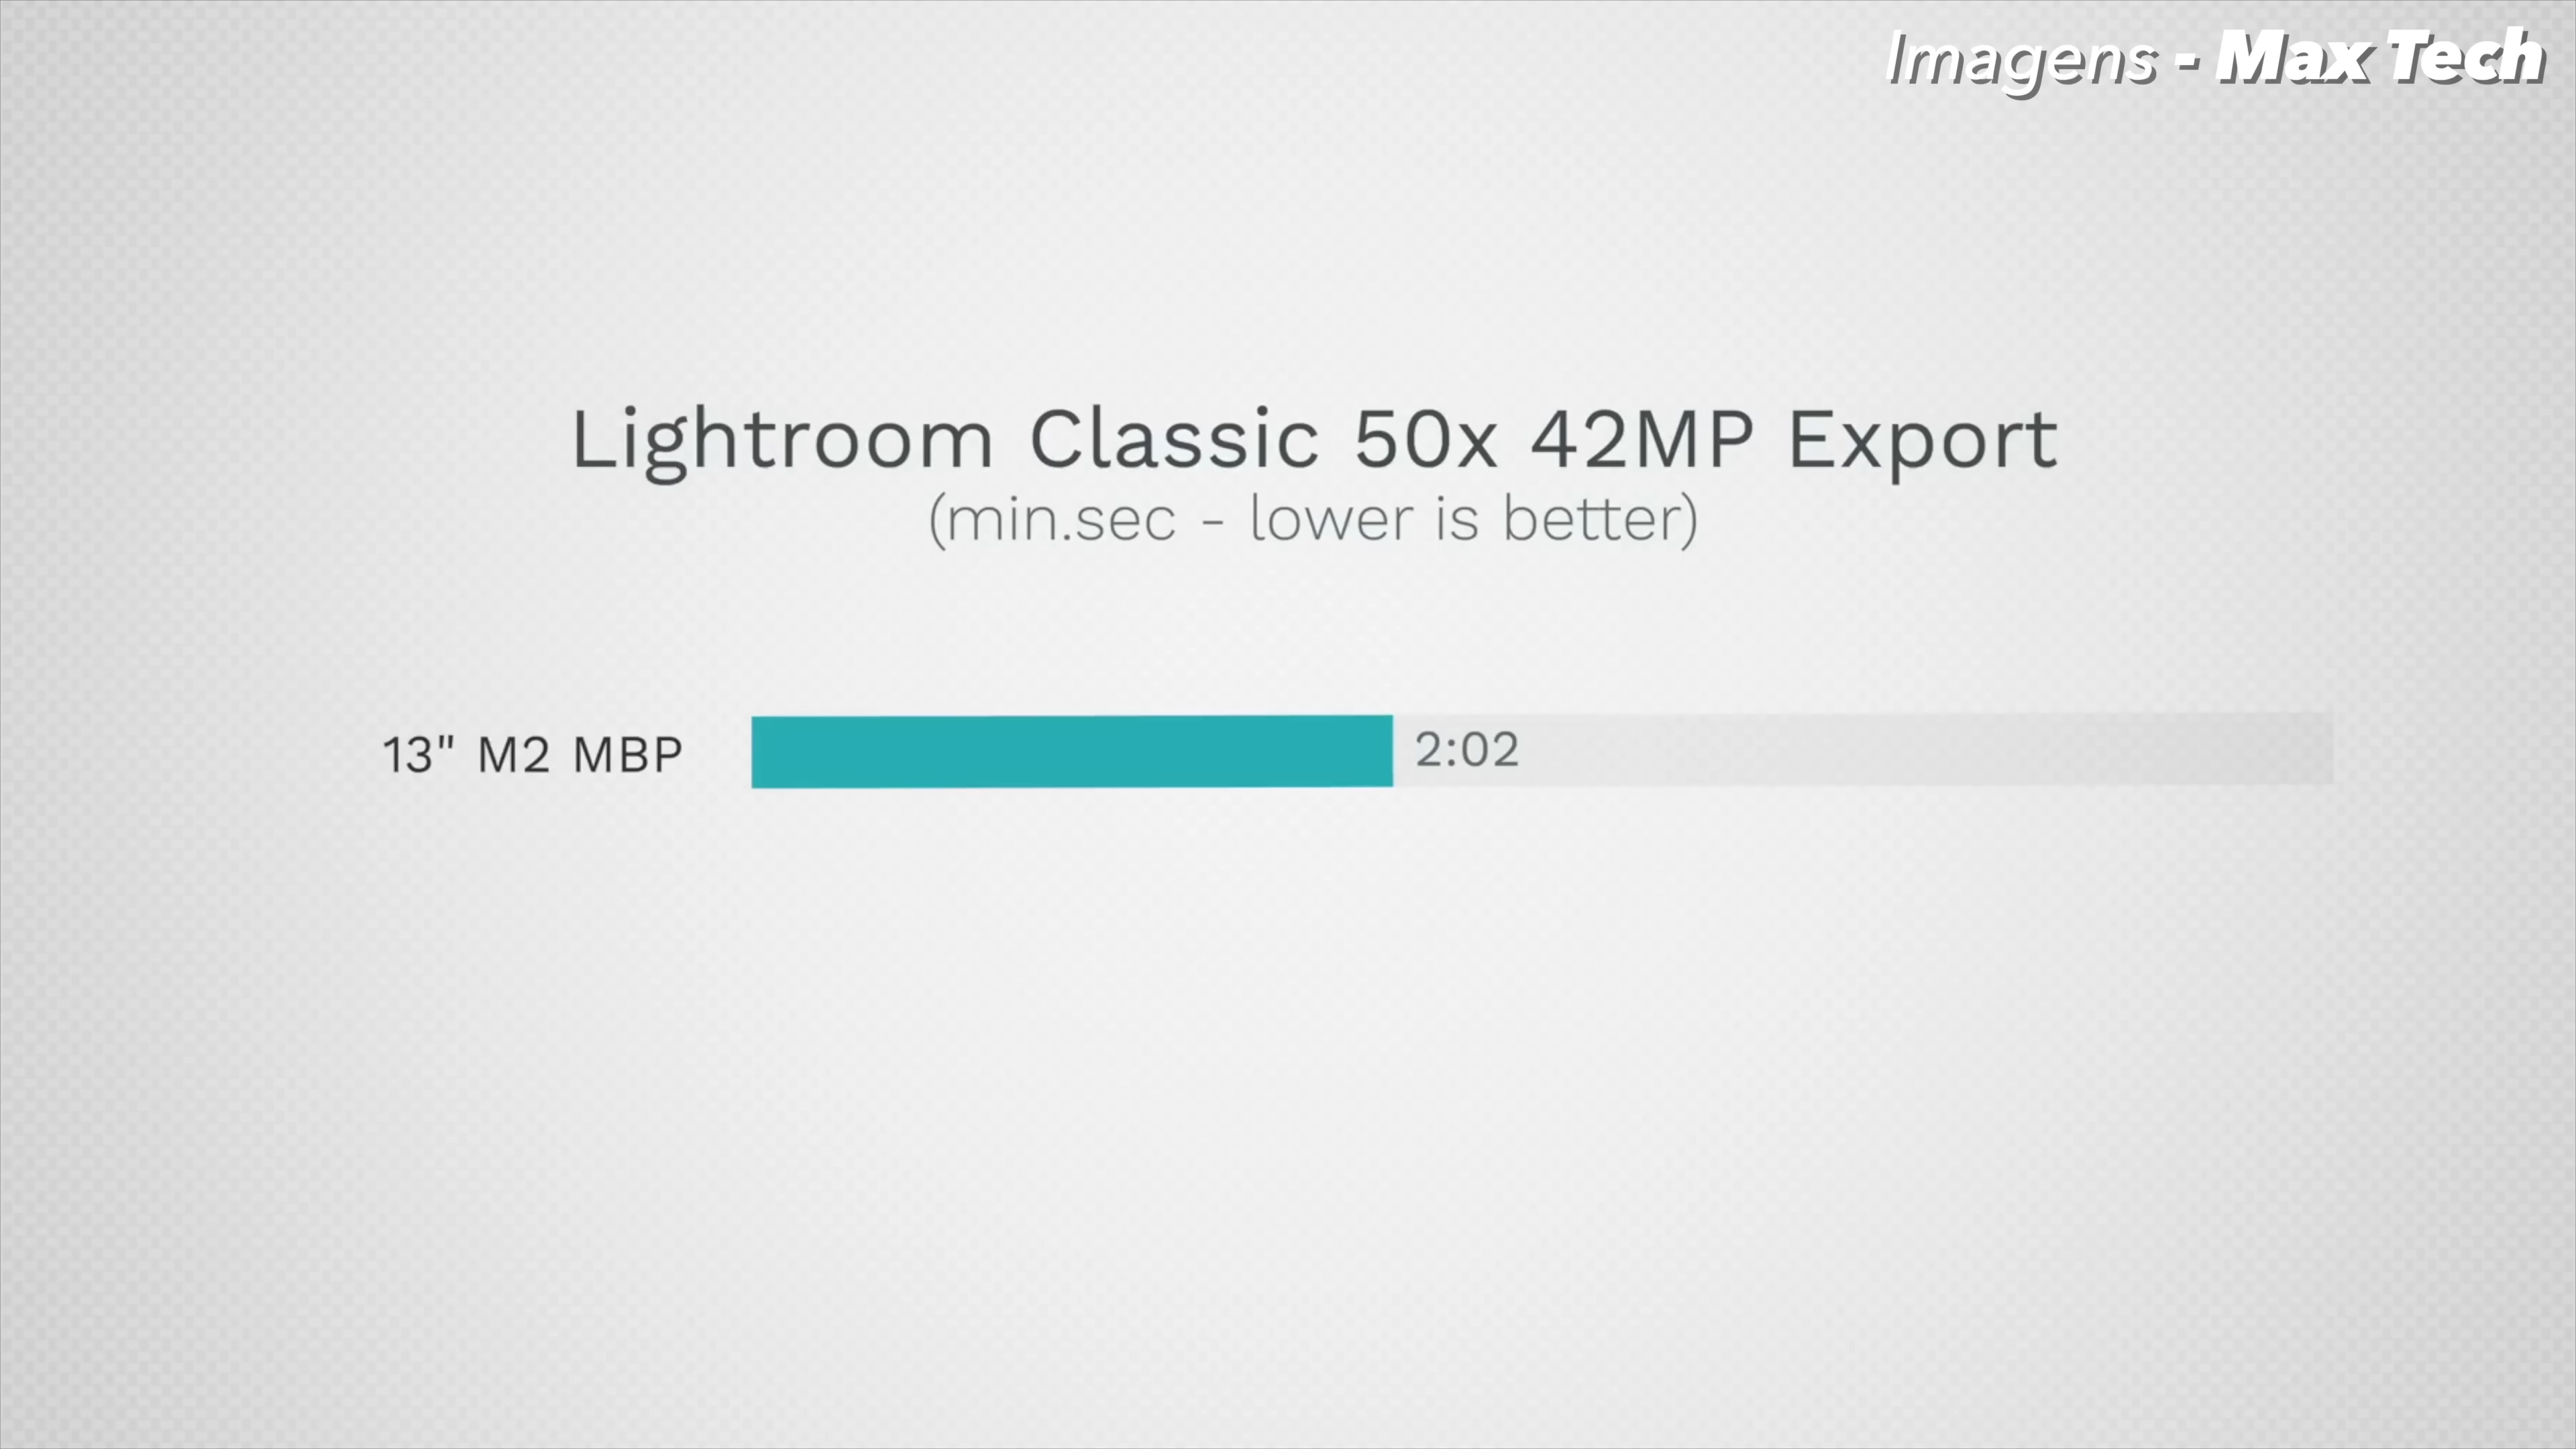 Imagens - Max Tech
Lightroom Classic 50x 42MP Export
(min.sec - lower is better)
13" M2 MBP
2:02